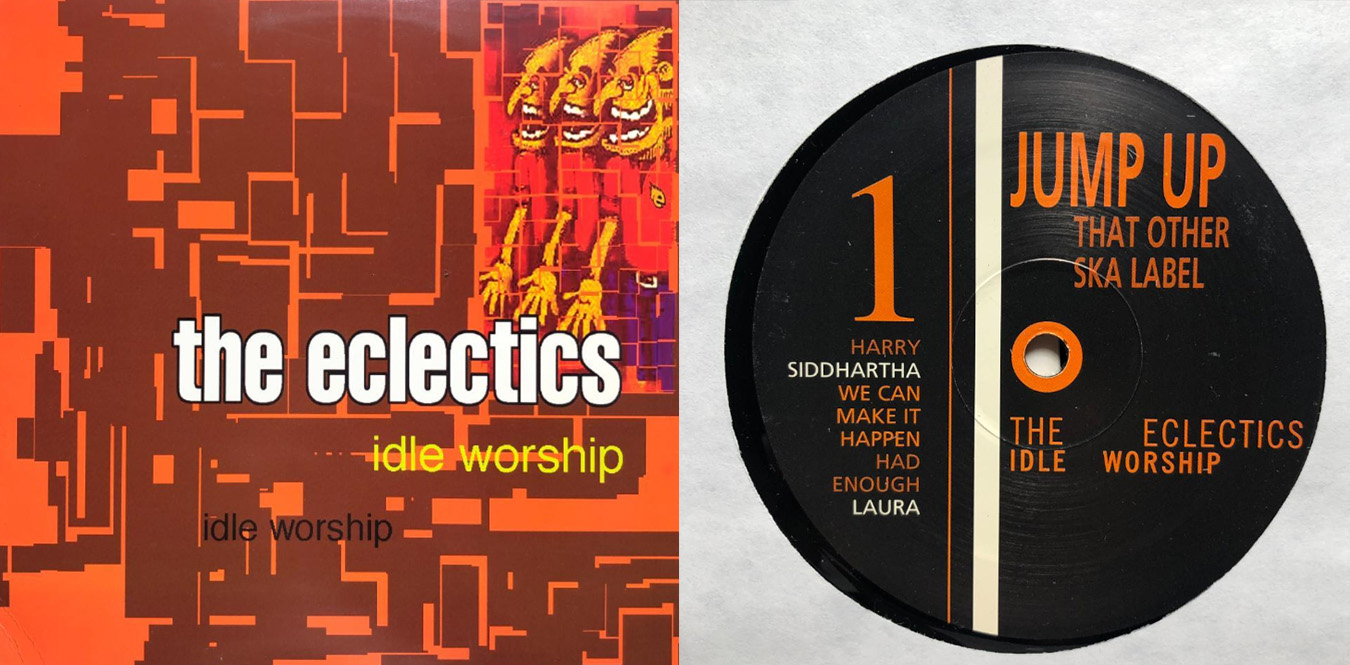 the eclectics
idle worship
idle worship
JUMP UP
THAT OTHER
SKA LABEL
1
HARRY
SIDDHARTHA
WE CAN
MAKE IT
HAPPEN
HAD
ENOUGH
LAURA
THE ECLECTICS
IDLE WORSHIP